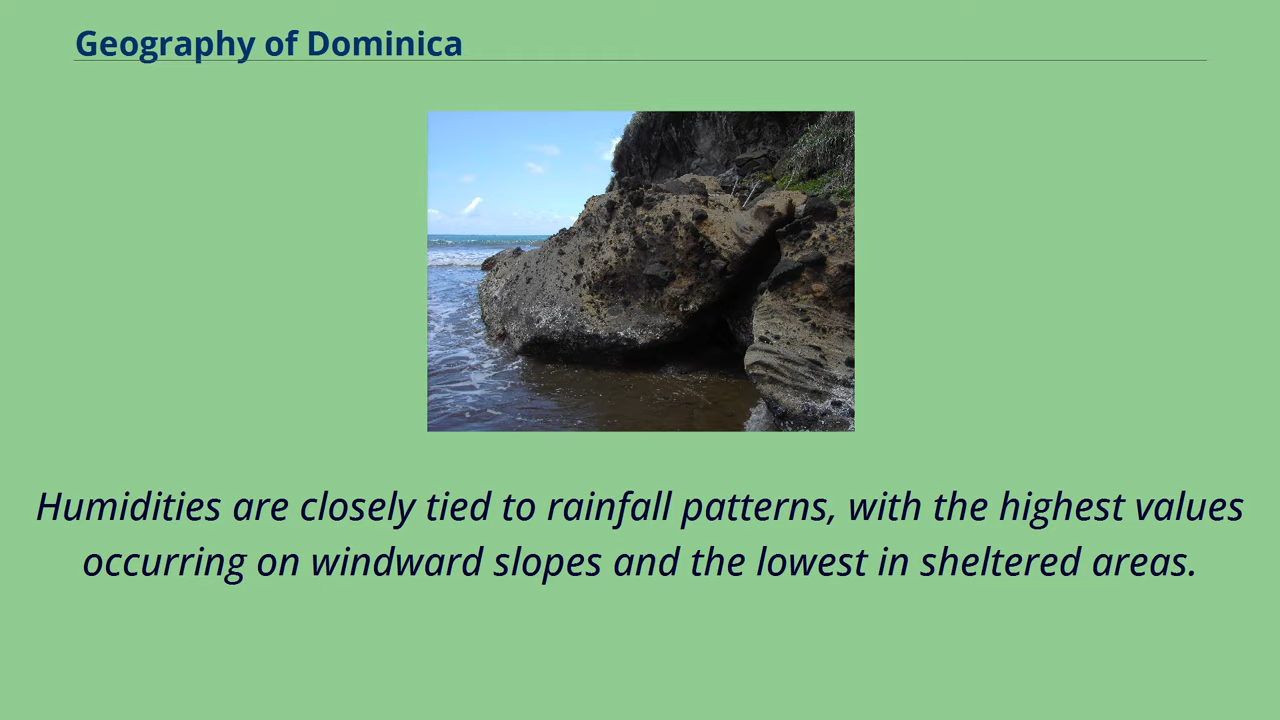 Geography of Dominica
Humidities are closely tied to rainfall patterns, with the highest values
occurring on windward slopes and the lowest in sheltered areas.